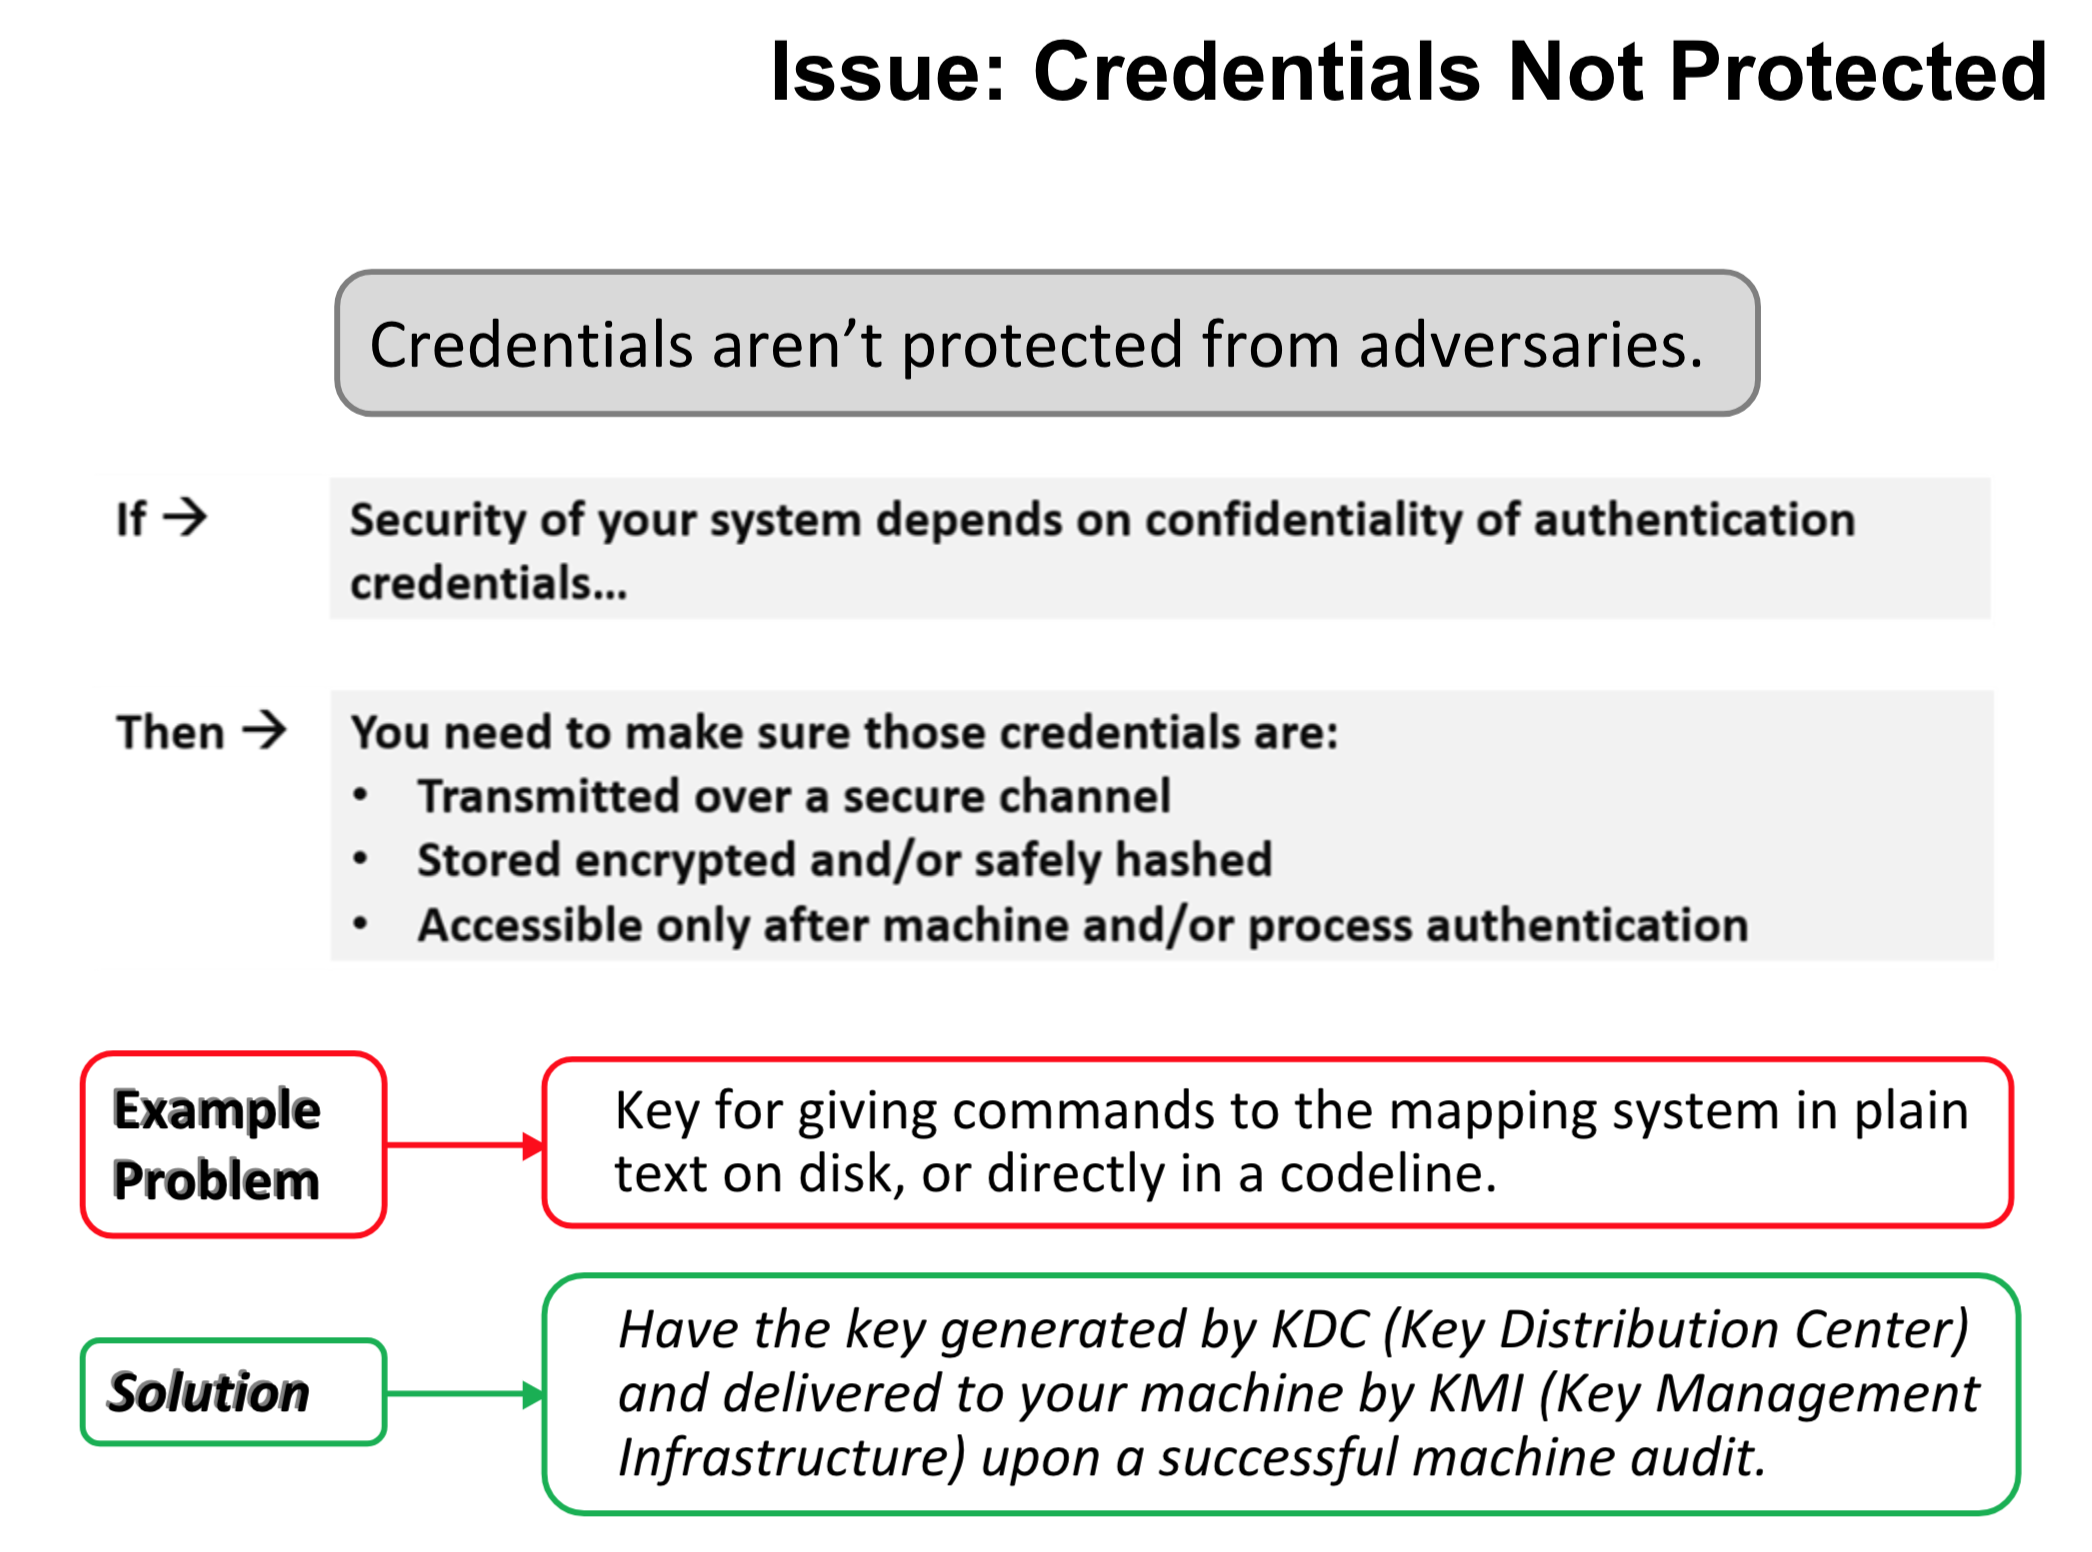 Issue: Credentials Not Protected
Credentials aren’t protected from adversaries.
If →
Security of your system depends on confidentiality of authentication
credentials...
Then →
You need to make sure those credentials are:
• Transmitted over a secure channel
• Stored encrypted and/or safely hashed
• Accessible only after machine and/or process authentication
Example
Problem
Key for giving commands to the mapping system in plain
text on disk, or directly in a codeline.
Solution
Have the key generated by KDC (Key Distribution Center)
and delivered to your machine by KMI (Key Management
Infrastructure) upon a successful machine audit.